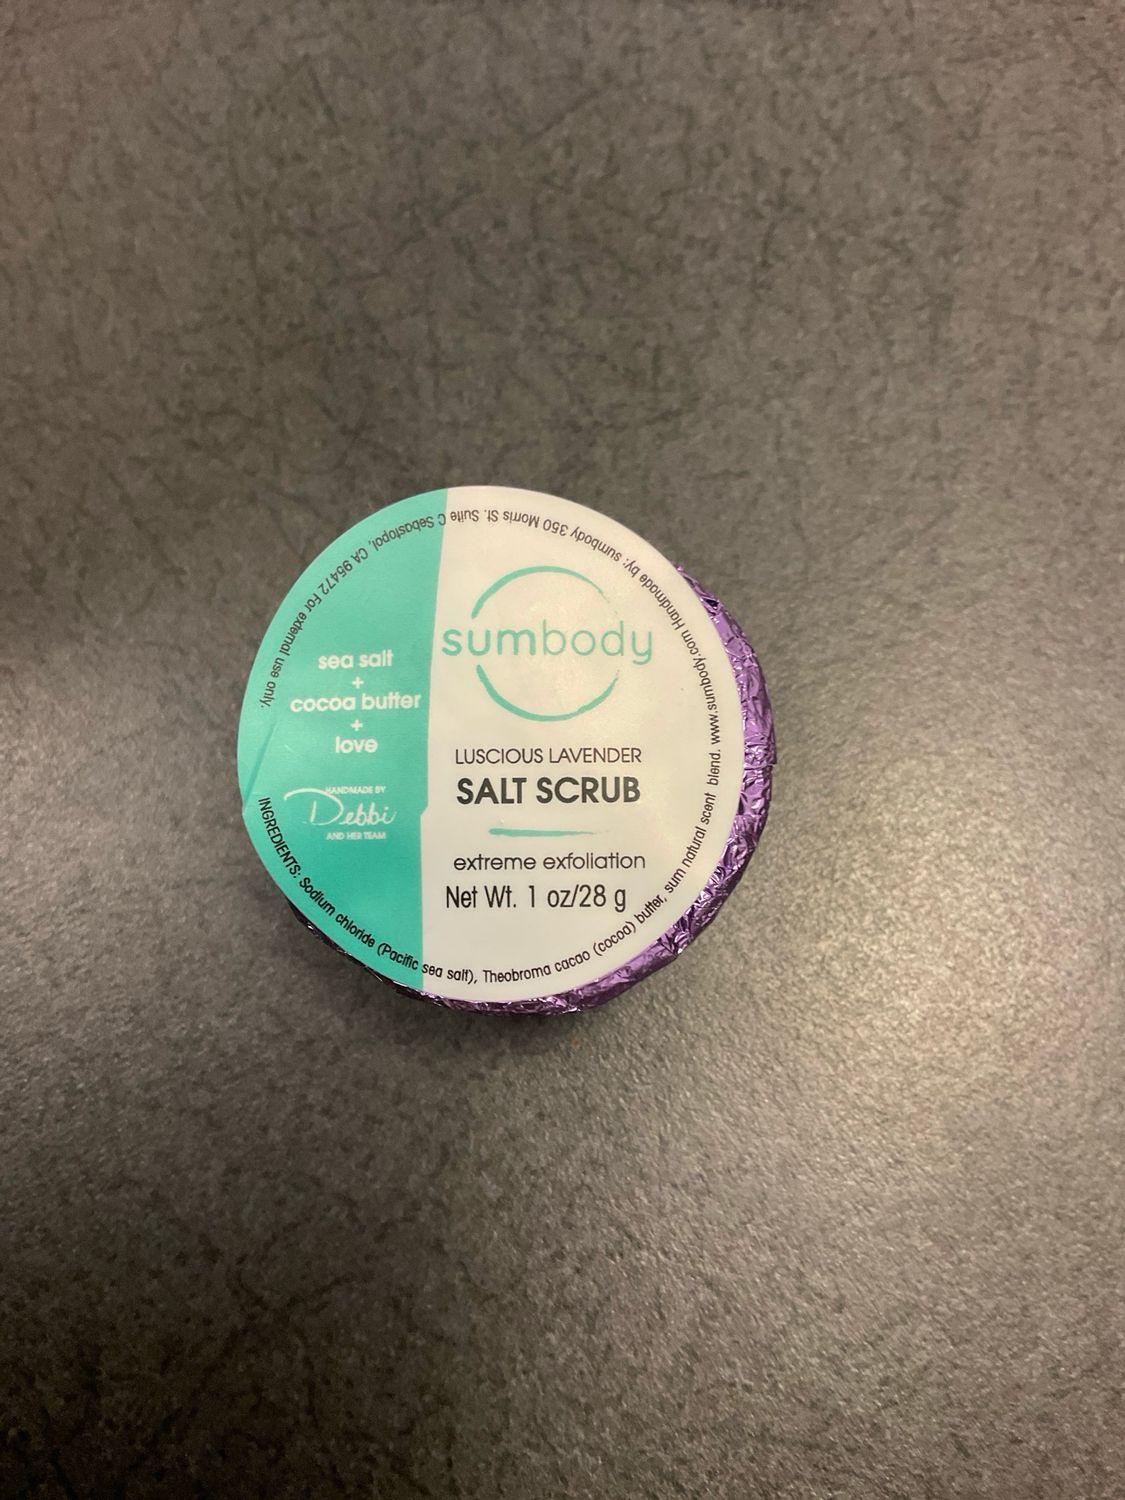 sumbody
LUSCIOUS LAVENDER
SALT SCRUB
extreme exfoliation
Net Wt. 1 oz/28 g
sea salt
+
cocoa butter
+
love
HANDMADE BY
Debbi
AND HER TEAM
INGREDIENTS: Sodium chloride (Pacific sea salt), Theobroma cacao (cocoa) butter, sum natural scent blend. www.sumbody.com Handmade by: sumbody 350 Morris St. Suite C Sebastopol, CA 95472 For external use only.